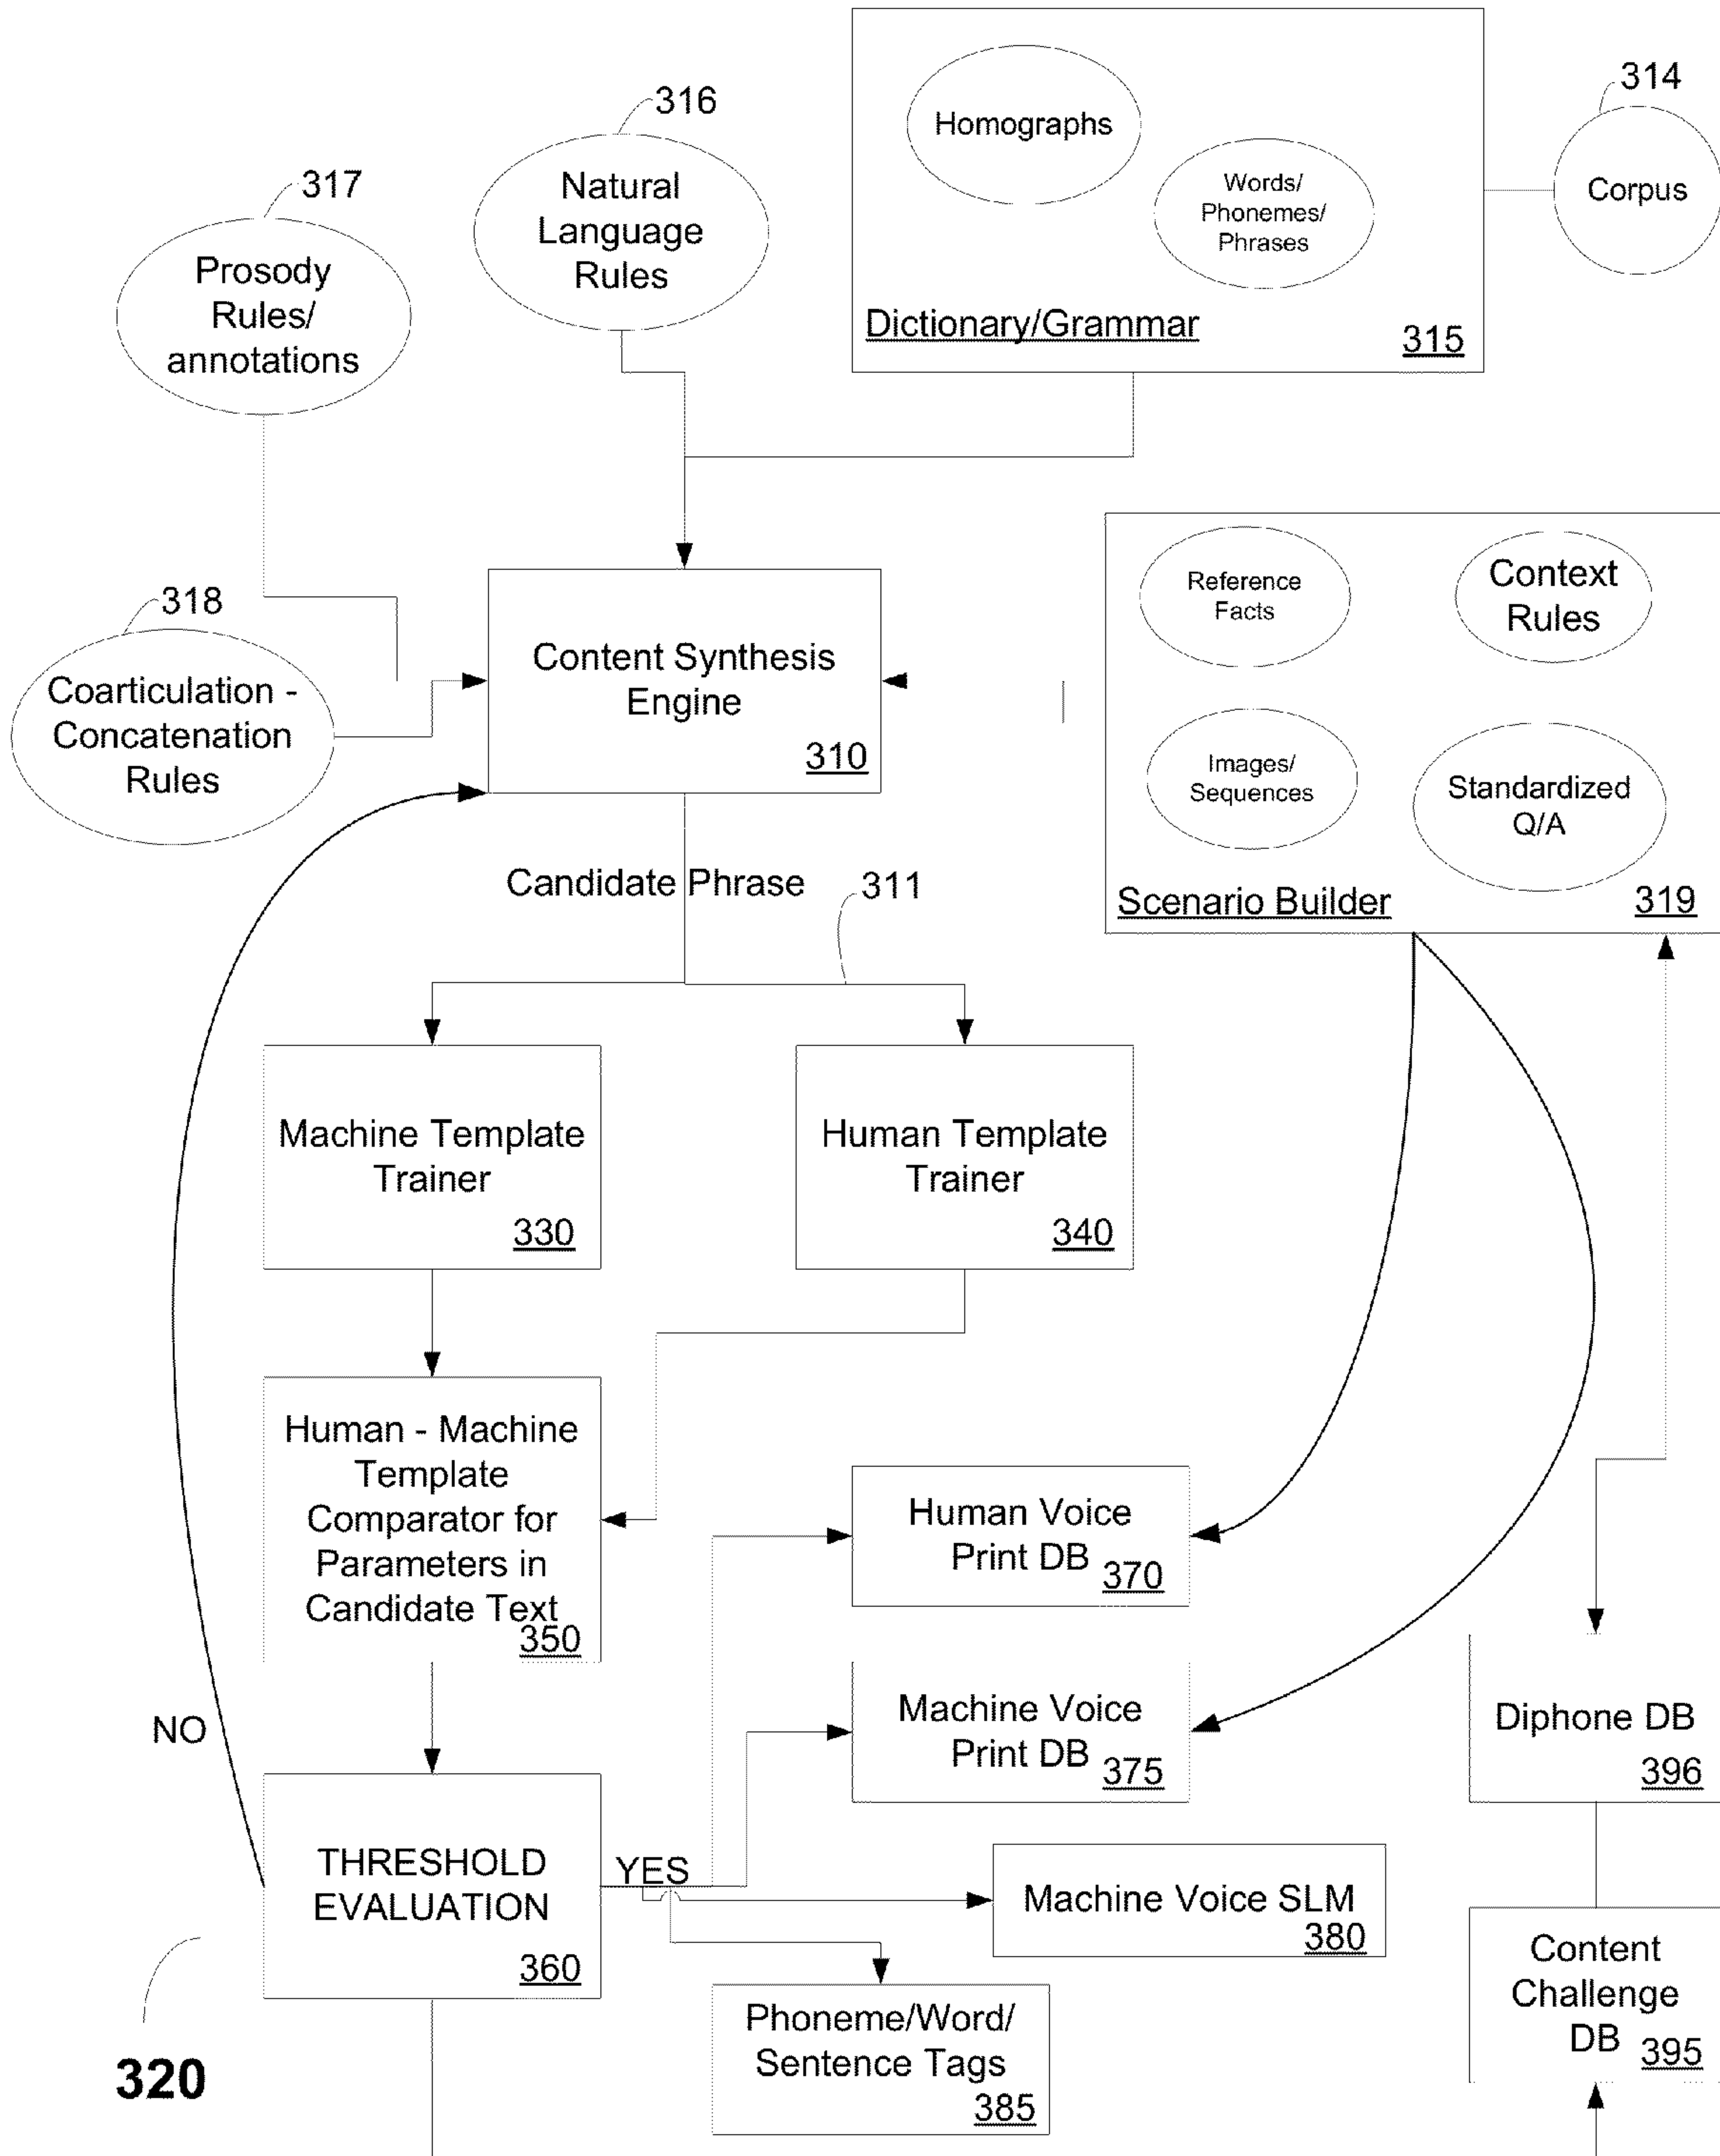 314
316
Homographs
317
Natural
Language
Rules
Words/
Phonemes/
Phrases
Corpus
Prosody
Rules/
annotations
Dictionary/Grammar
315
318
Reference
Facts
Context
Rules
Content Synthesis
Engine
310
Coarticulation -
Concatenation
Rules
Images/
Sequences
Standardized
Q/A
Scenario Builder
319
Candidate Phrase
311
Machine Template
Trainer
330
Human Template
Trainer
340
Human - Machine
Template
Comparator for
Parameters in
Candidate Text
350
Human Voice
Print DB
370
Machine Voice
Print DB
375
Diphone DB
396
NO
THRESHOLD
EVALUATION
360
YES
Machine Voice SLM
380
Content
Challenge
DB
395
Phoneme/Word/
Sentence Tags
385
320